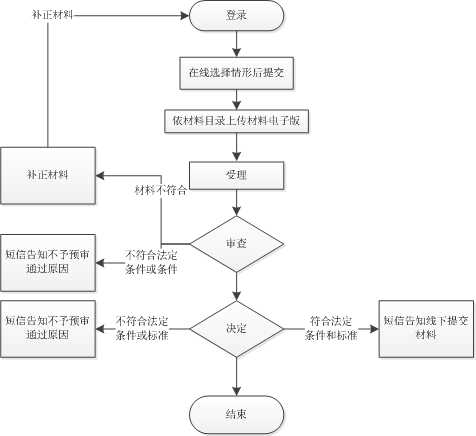 补正材料
登录
在线选择情形后提交
依材料目录上传材料电子版
补正材料
受理
材料不符合
审查
短信告知不予预审
通过原因
不符合法定
条件或条件
短信告知不予预审
通过原因
不符合法定
条件或标准
决定
符合法定
条件和标准
短信告知线下提交
材料
结束